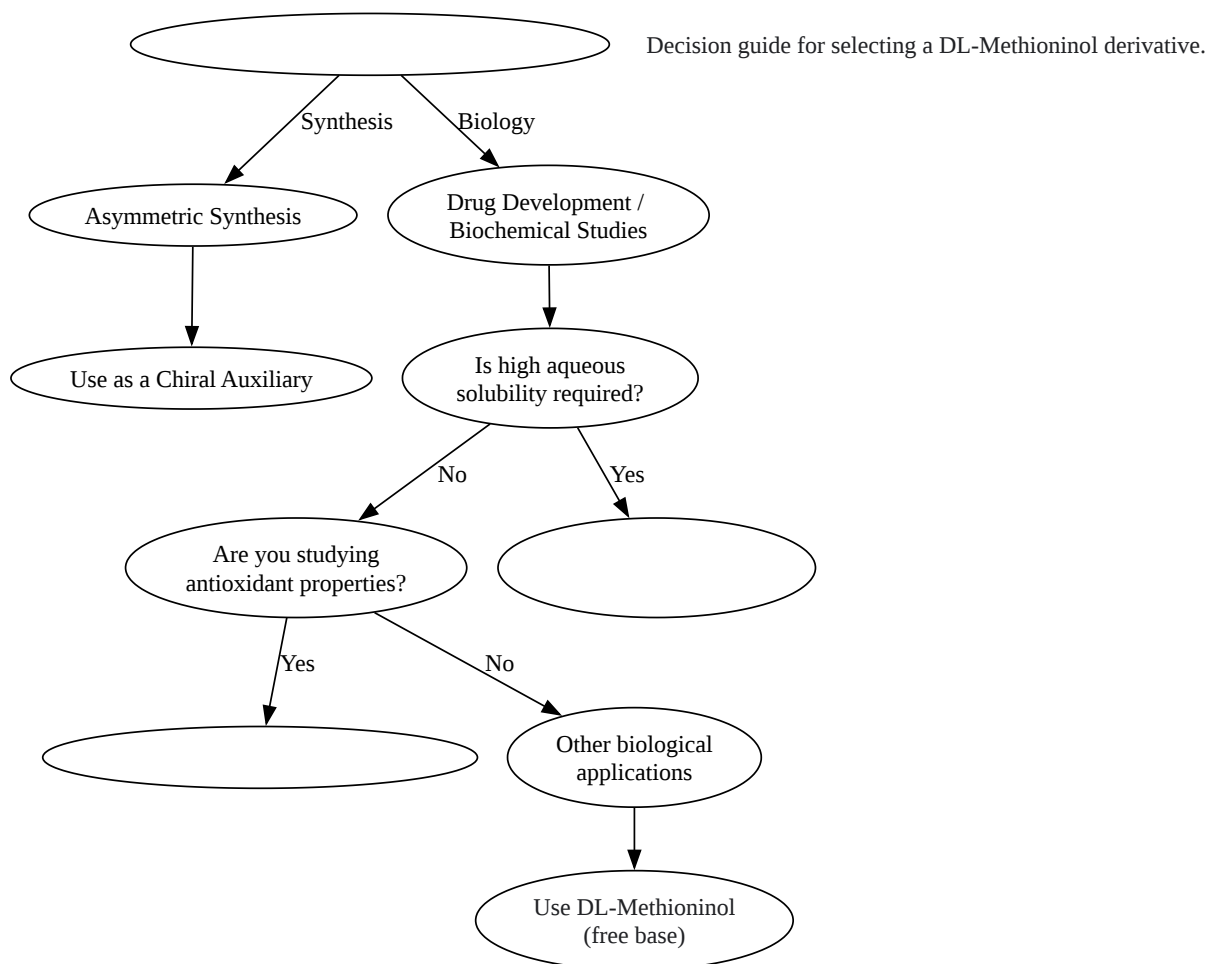 Decision guide for selecting a DL-Methioninol derivative.
Synthesis
Biology
Asymmetric Synthesis
Drug Development /
Biochemical Studies
Use as a Chiral Auxiliary
Is high aqueous
solubility required?
No
Yes
Are you studying
antioxidant properties?
Yes
No
Other biological
applications
Use DL-Methioninol
(free base)